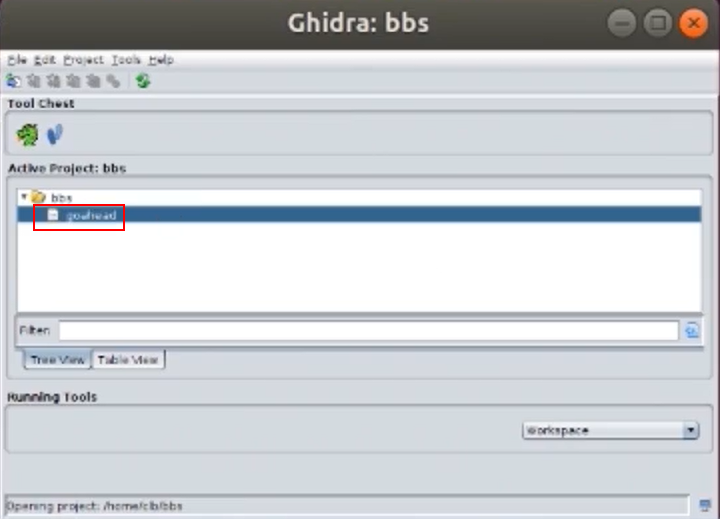 Ghidra: bbs
File Edit Project Tools Help
Tool Chest
Active Project: bbs
bbs
goahead
Filter:
Tree View Table View
Running Tools
Workspace
Opening project: /home/clb/bbs